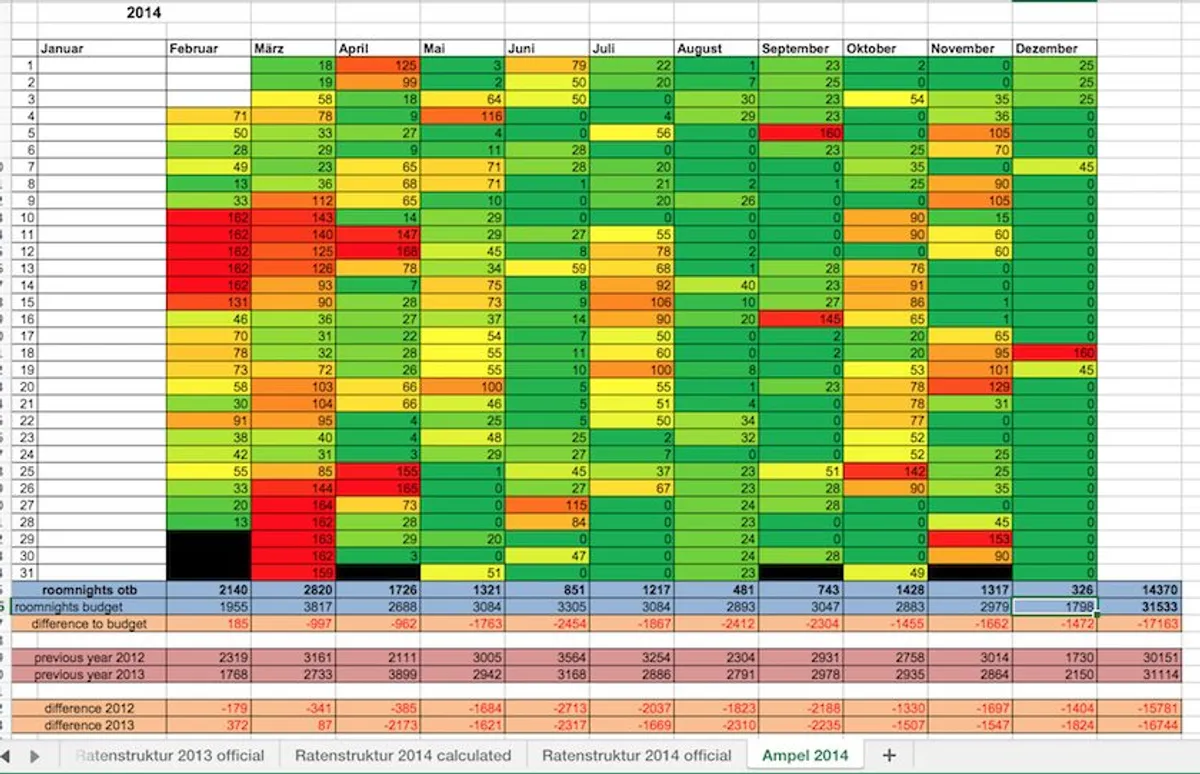 2014
Januar Februar März April Mai Juni Juli August September Oktober November Dezember
1 18 125 3 79 22 1 23 2 0 25
2 19 99 2 50 20 7 25 0 0 25
3 58 18 64 50 0 30 23 54 35 25
4 71 78 9 116 0 4 29 23 0 36 0
5 50 33 27 4 0 56 0 160 0 105 0
6 28 29 9 11 28 0 0 23 25 70 0
7 49 23 65 71 28 20 0 0 35 0 45
8 13 36 68 71 1 21 2 1 25 90 0
9 33 112 65 10 0 20 26 0 0 105 0
10 162 143 14 29 0 0 0 0 90 15 0
11 162 140 147 29 27 55 0 0 90 60 0
12 162 125 168 45 8 78 2 0 0 60 0
13 162 126 78 34 59 68 1 28 76 0 0
14 162 93 7 75 8 92 40 23 91 0 0
15 131 90 28 73 9 106 10 27 86 1 0
16 46 36 27 37 14 90 20 145 65 1 0
17 70 31 22 54 7 50 0 2 20 65 0
18 78 32 28 55 11 60 0 2 20 95 160
19 73 72 26 55 10 100 8 0 53 101 45
20 58 103 66 100 5 55 1 23 78 129 0
21 30 104 66 46 5 51 4 0 78 31 0
22 91 95 4 25 5 50 34 0 77 0 0
23 38 40 4 48 25 2 32 0 52 0 0
24 42 31 3 29 27 7 0 0 52 25 0
25 55 85 155 1 45 37 23 51 142 25 0
26 33 144 165 0 27 67 23 28 90 35 0
27 20 164 73 0 115 0 24 28 0 0 0
28 13 162 28 0 84 0 23 0 0 45 0
29 163 29 20 0 0 24 0 0 153 0
30 162 3 0 47 0 24 28 0 90 0
31 159 51 0 0 23 49 0
roomnights otb 2140 2820 1726 1321 851 1217 481 743 1428 1317 326 14370
roomnights budget 1955 3817 2688 3084 3305 3084 2893 3047 2883 2979 1798 31533
difference to budget 185 -997 -962 -1763 -2454 -1867 -2412 -2304 -1455 -1662 -1472 -17163
previous year 2012 2319 3161 2111 3005 3564 3254 2304 2931 2758 3014 1730 30151
previous year 2013 1768 2733 3899 2942 3168 2886 2791 2978 2935 2864 2150 31114
difference 2012 -179 -341 -385 -1684 -2713 -2037 -1823 -2188 -1330 -1697 -1404 -15781
difference 2013 372 87 -2173 -1621 -2317 -1669 -2310 -2235 -1507 -1547 -1824 -16744
Ratenstruktur 2013 official Ratenstruktur 2014 calculated Ratenstruktur 2014 official Ampel 2014 +